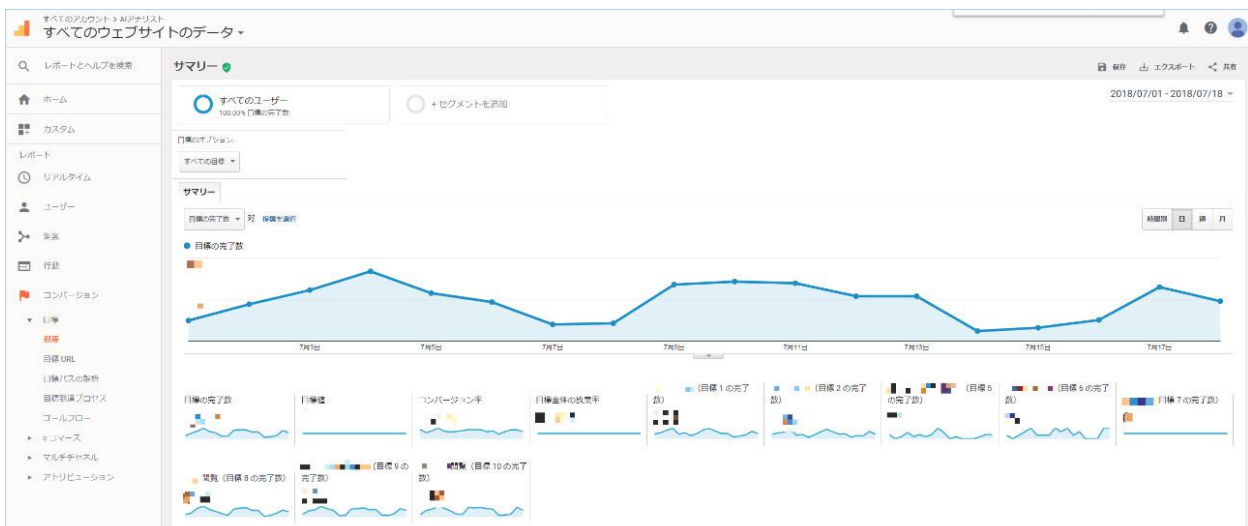 すべてのアカウント > AIアナリスト
すべてのウェブサイトのデータ
レポートとヘルプを検索
ホーム
カスタム
レポート
リアルタイム
ユーザー
集客
行動
コンバージョン
目標
概要
目標 URL
目標パスの解析
目標到達プロセス
ゴールフロー
eコマース
マルチチャネル
アトリビューション
サマリー
保存
エクスポート
共有
すべてのユーザー
100.00% 目標の完了数
+ セグメントを追加
2018/07/01 - 2018/07/18
目標のオプション:
すべての目標
サマリー
目標の完了数 対 指標を選択
時間別 日 週 月
目標の完了数
7月3日 7月5日 7月7日 7月9日 7月11日 7月13日 7月15日 7月17日
目標の完了数
目標値
コンバージョン率
目標全体の放棄率
(目標 1 の完了
数)
(目標 2 の完了
数)
(目標 5
の完了数)
(目標 6 の完了
数)
目標 7 の完了数)
閲覧 (目標 8 の完了数)
(目標 9 の
完了数)
閲覧 (目標 10 の完了
数)